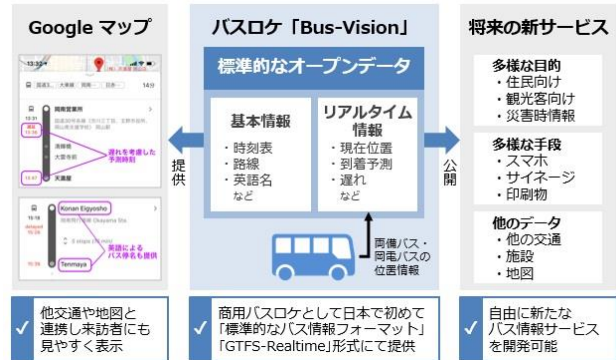 Google マップ
13:32
14分
岡南営業所
13:31
遅れを考慮した
予測時刻
大雲寺前
13:47
天満屋
Konan Eigyosho
15:18
delayed
英語による
バス停名も提供
Tenmaya
✓ 他交通や地図と
連携し来訪者にも
見やすく表示
提供
バスロケ「Bus-Vision」
標準的なオープンデータ
基本情報
・時刻表
・路線
・英語名
など
リアルタイム
情報
・現在位置
・到着予測
・遅れ
など
両備バス・
岡電バスの
位置情報
✓ 商用バスロケとして日本で初めて
「標準的なバス情報フォーマット」
「GTFS-Realtime」形式にて提供
公開
将来の新サービス
多様な目的
・住民向け
・観光客向け
・災害時情報
多様な手段
・スマホ
・サイネージ
・印刷物
他のデータ
・他の交通
・施設
・地図
✓ 自由に新たな
バス情報サービス
を開発可能